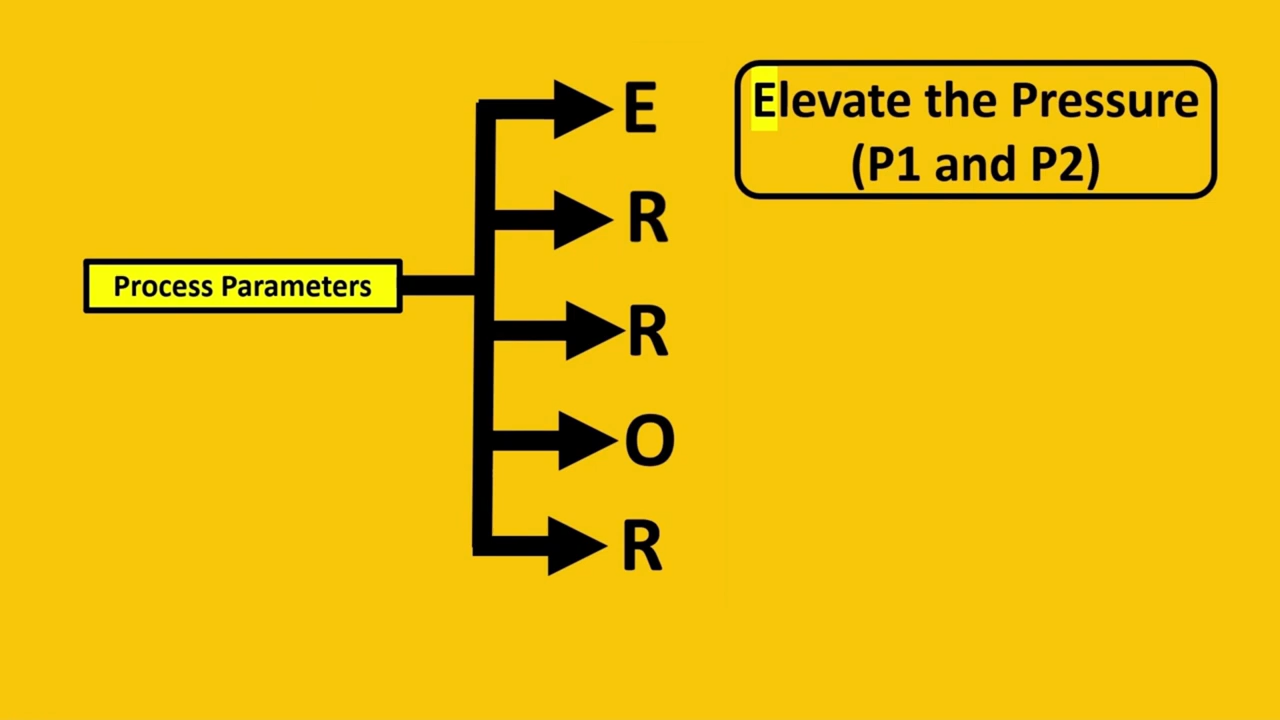 E
Elevate the Pressure
(P1 and P2)
R
Process Parameters
R
O
R